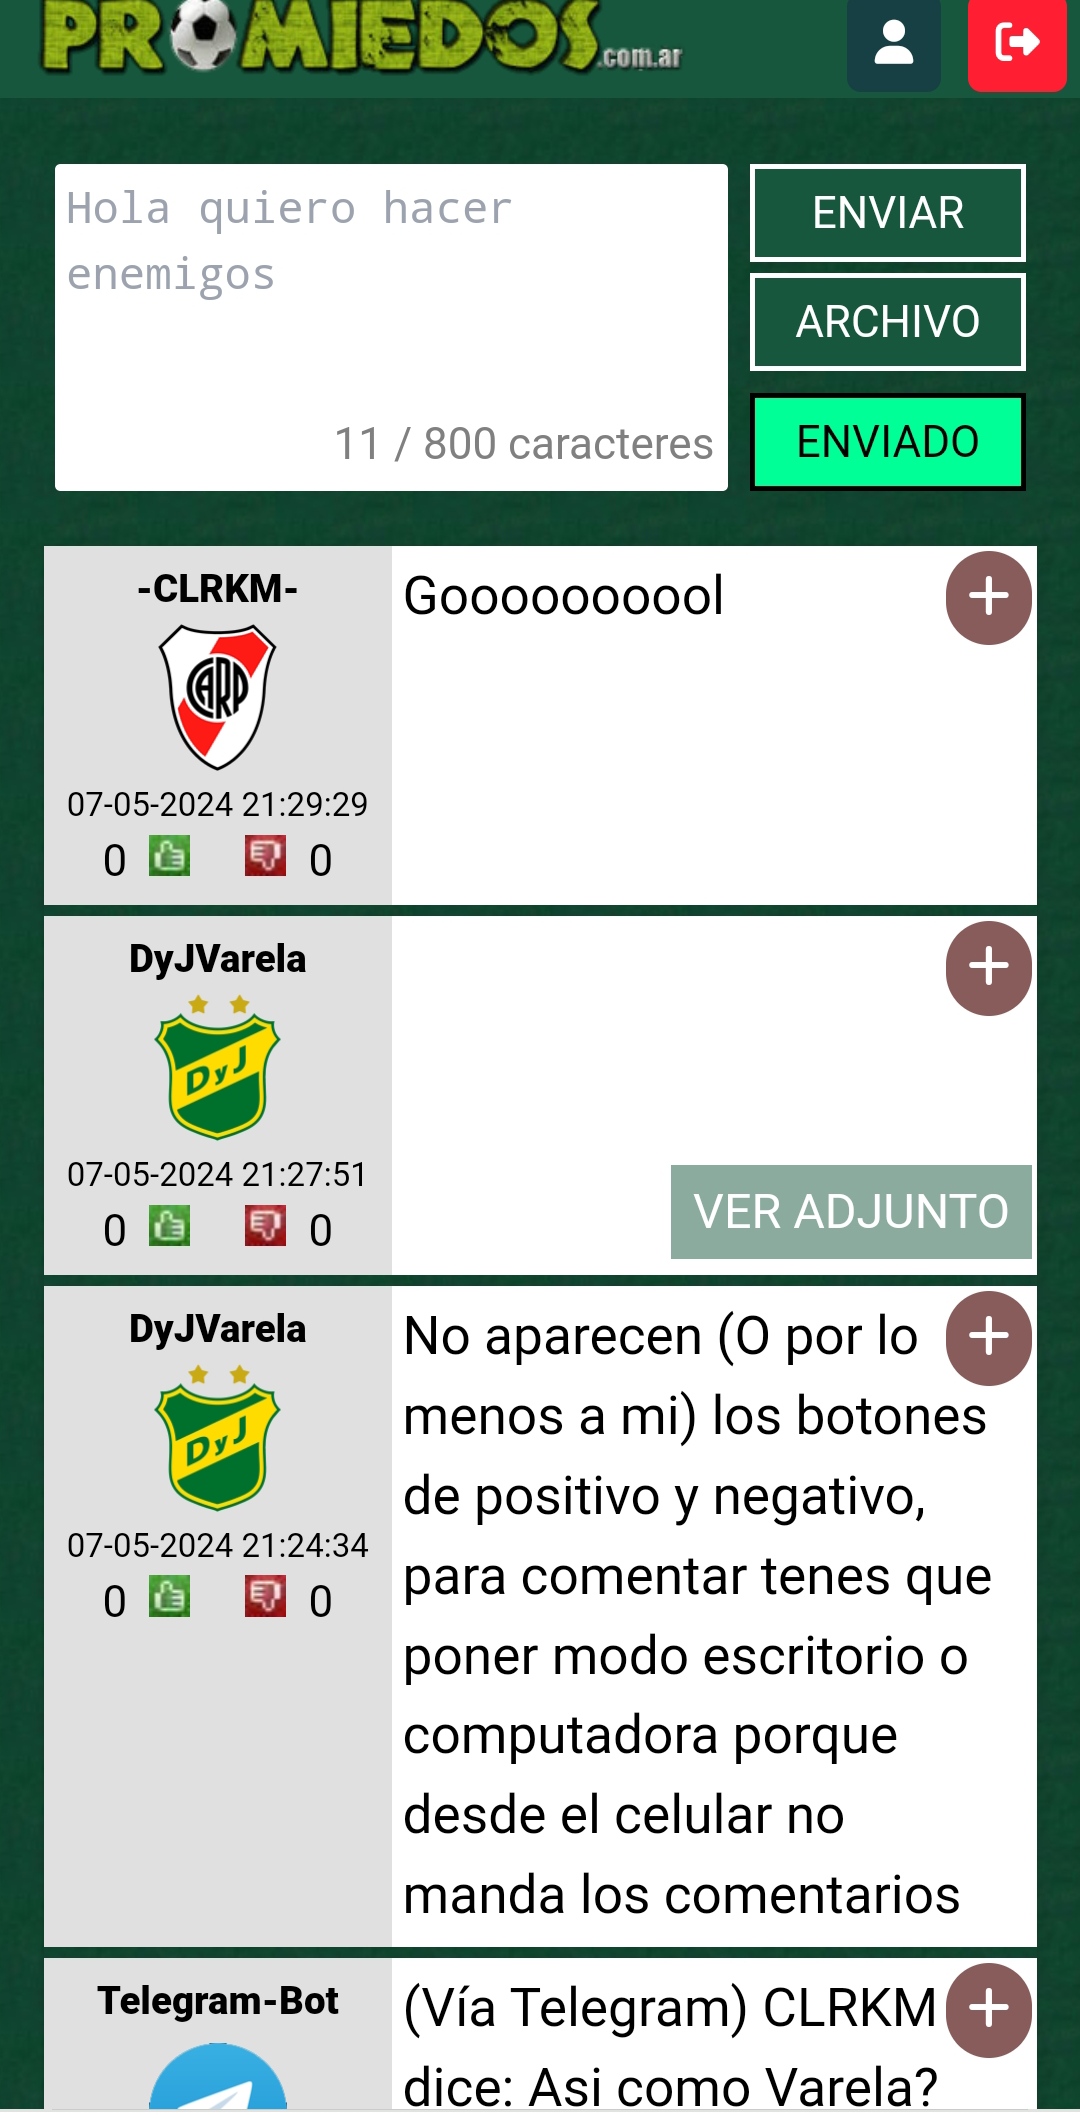 PROMIEDOS.com.ar
Hola quiero hacer
enemigos
11 / 800 caracteres
ENVIAR
ARCHIVO
ENVIADO
-CLRKM-
CARP
07-05-2024 21:29:29
0 0
Goooooooool
DyJVarela
DyJ
07-05-2024 21:27:51
0 0
VER ADJUNTO
DyJVarela
DyJ
07-05-2024 21:24:34
0 0
No aparecen (O por lo
menos a mi) los botones
de positivo y negativo,
para comentar tenes que
poner modo escritorio o
computadora porque
desde el celular no
manda los comentarios
Telegram-Bot
(Vía Telegram) CLRKM
dice: Asi como Varela?